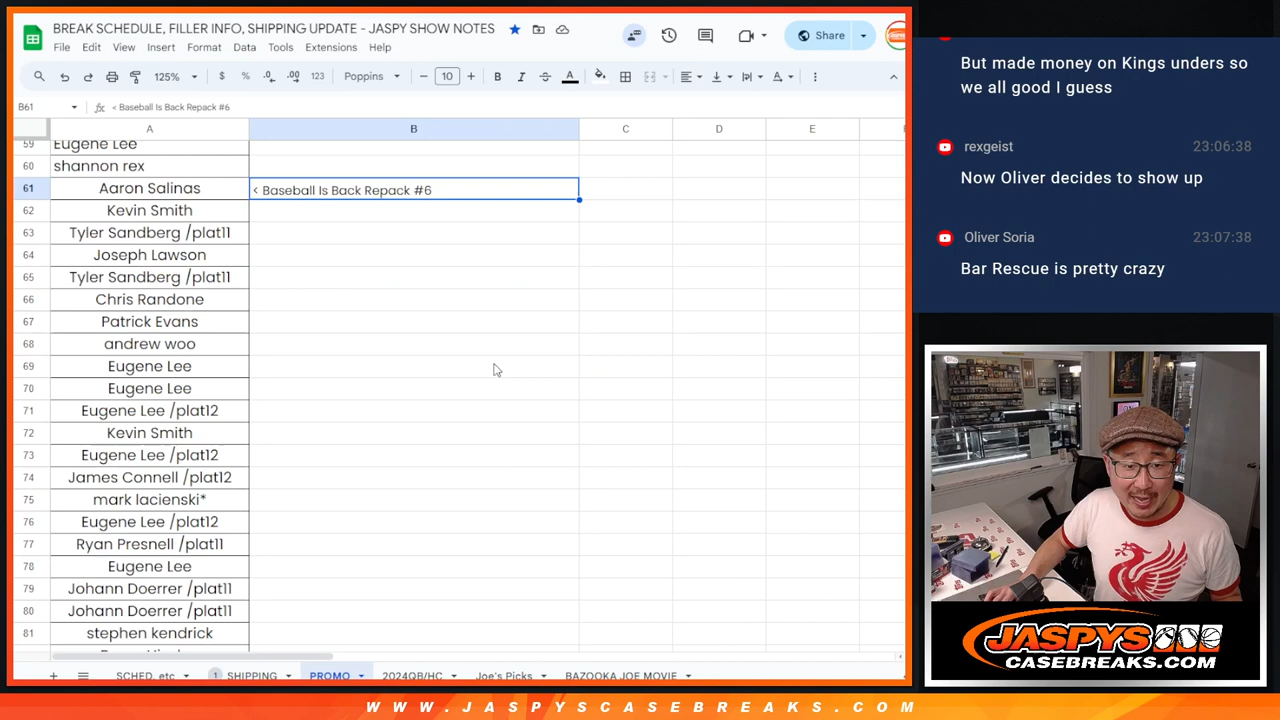 BREAK SCHEDULE, FILLER INFO, SHIPPING UPDATE - JASPY SHOW NOTES
File Edit View Insert Format Data Tools Extensions Help
Share
125% $ % .0 .00 123 Poppins - 10 + B I A
B61 fx < Baseball Is Back Repack #6
A B C D E
59 Eugene Lee
60 shannon rex
61 Aaron Salinas < Baseball Is Back Repack #6
62 Kevin Smith
63 Tyler Sandberg /plat11
64 Joseph Lawson
65 Tyler Sandberg /plat11
66 Chris Randone
67 Patrick Evans
68 andrew woo
69 Eugene Lee
70 Eugene Lee
71 Eugene Lee /plat12
72 Kevin Smith
73 Eugene Lee /plat12
74 James Connell /plat12
75 mark lacienski*
76 Eugene Lee /plat12
77 Ryan Presnell /plat11
78 Eugene Lee
79 Johann Doerrer /plat11
80 Johann Doerrer /plat11
81 stephen kendrick
+ SCHED, etc 1 SHIPPING PROMO 2024QB/HC Joe's Picks BAZOOKA JOE MOVIE
But made money on Kings unders so
we all good I guess
rexgeist 23:06:38
Now Oliver decides to show up
Oliver Soria 23:07:38
Bar Rescue is pretty crazy
JASPYS
CASEBREAKS.COM
WWW.JASPYSCASEBREAKS.COM